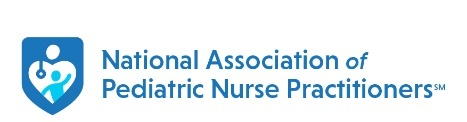 National Association of
Pediatric Nurse Practitioners℠